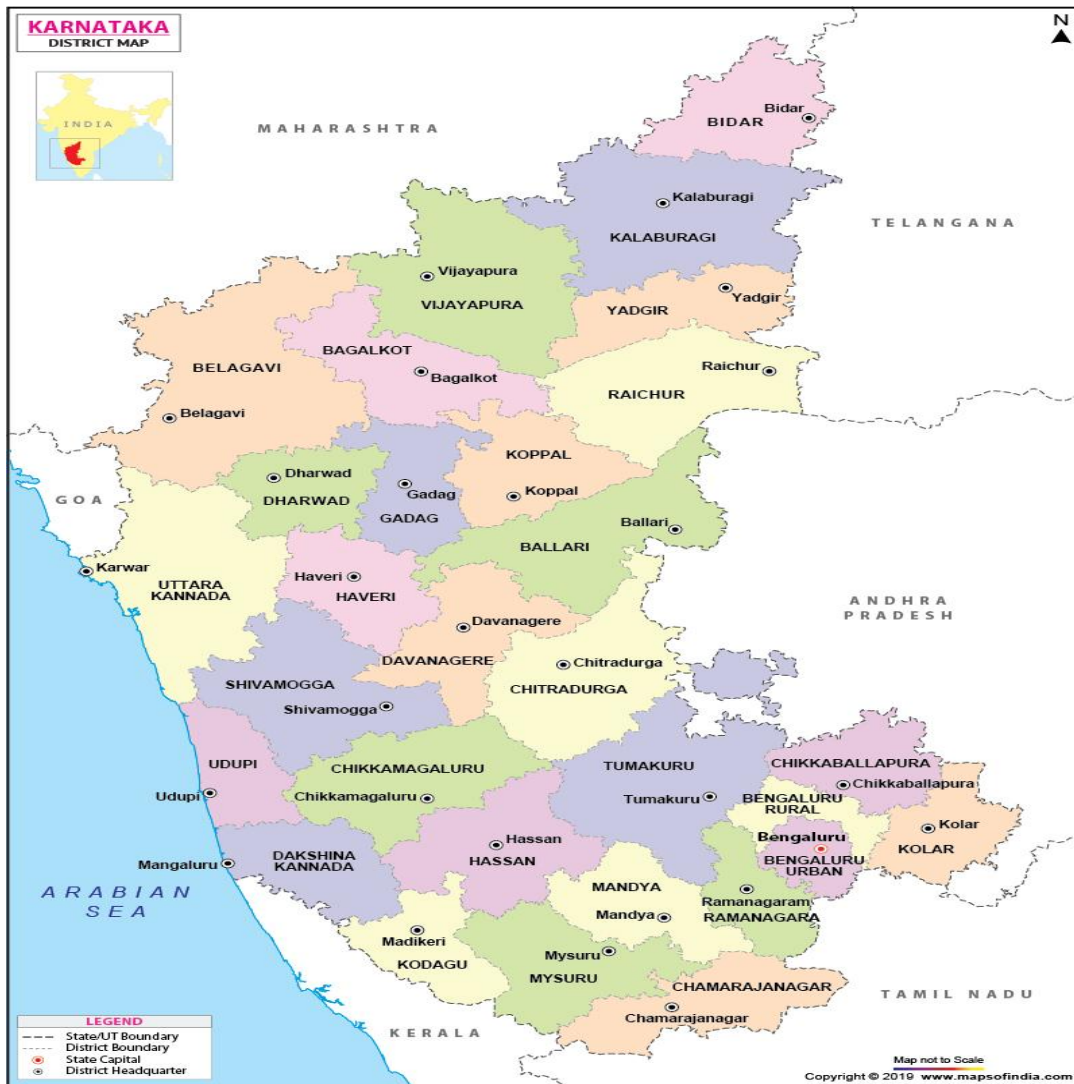 KARNATAKA
DISTRICT MAP
N
INDIA
MAHARASHTRA
Bidar
BIDAR
Kalaburagi
KALABURAGI
TELANGANA
Vijayapura
VIJAYAPURA
Yadgir
YADGIR
BAGALKOT
Bagalkot
BELAGAVI
Belagavi
Raichur
RAICHUR
KOPPAL
Koppal
Dharwad
DHARWAD
Gadag
GADAG
GOA
Ballari
BALLARI
Karwar
UTTARA
KANNADA
Haveri
HAVERI
ANDHRA
PRADESH
Davanagere
DAVANAGERE
Chitradurga
CHITRADURGA
SHIVAMOGGA
Shivamogga
UDUPI
Udupi
CHIKKAMAGALURU
Chikkamagaluru
TUMAKURU
Tumakuru
CHIKKABALLAPURA
Chikkaballapura
BENGALURU
RURAL
Bengaluru
BENGALURU
URBAN
Kolar
KOLAR
Hassan
HASSAN
Mangaluru
DAKSHINA
KANNADA
ARABIAN
SEA
MANDYA
Mandya
Ramanagaram
RAMANAGARA
Madikeri
KODAGU
Mysuru
MYSURU
CHAMARAJANAGAR
Chamarajanagar
TAMIL NADU
KERALA
LEGEND
State/UT Boundary
District Boundary
State Capital
District Headquarter
Map not to Scale
Copyright © 2019 www.mapsofindia.com